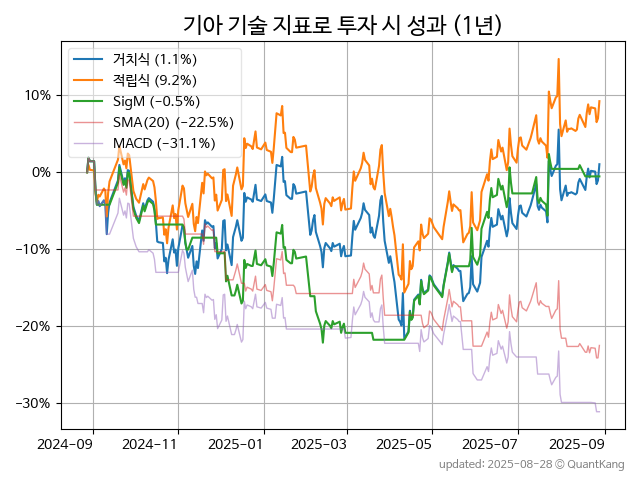 기아 기술 지표로 투자 시 성과 (1년)
거치식 (1.1%)
적립식 (9.2%)
SigM (−0.5%)
SMA(20) (−22.5%)
MACD (−31.1%)
10%
0%
−10%
−20%
−30%
2024-09 2024-11 2025-01 2025-03 2025-05 2025-07 2025-09
updated: 2025-08-28 © QuantKang